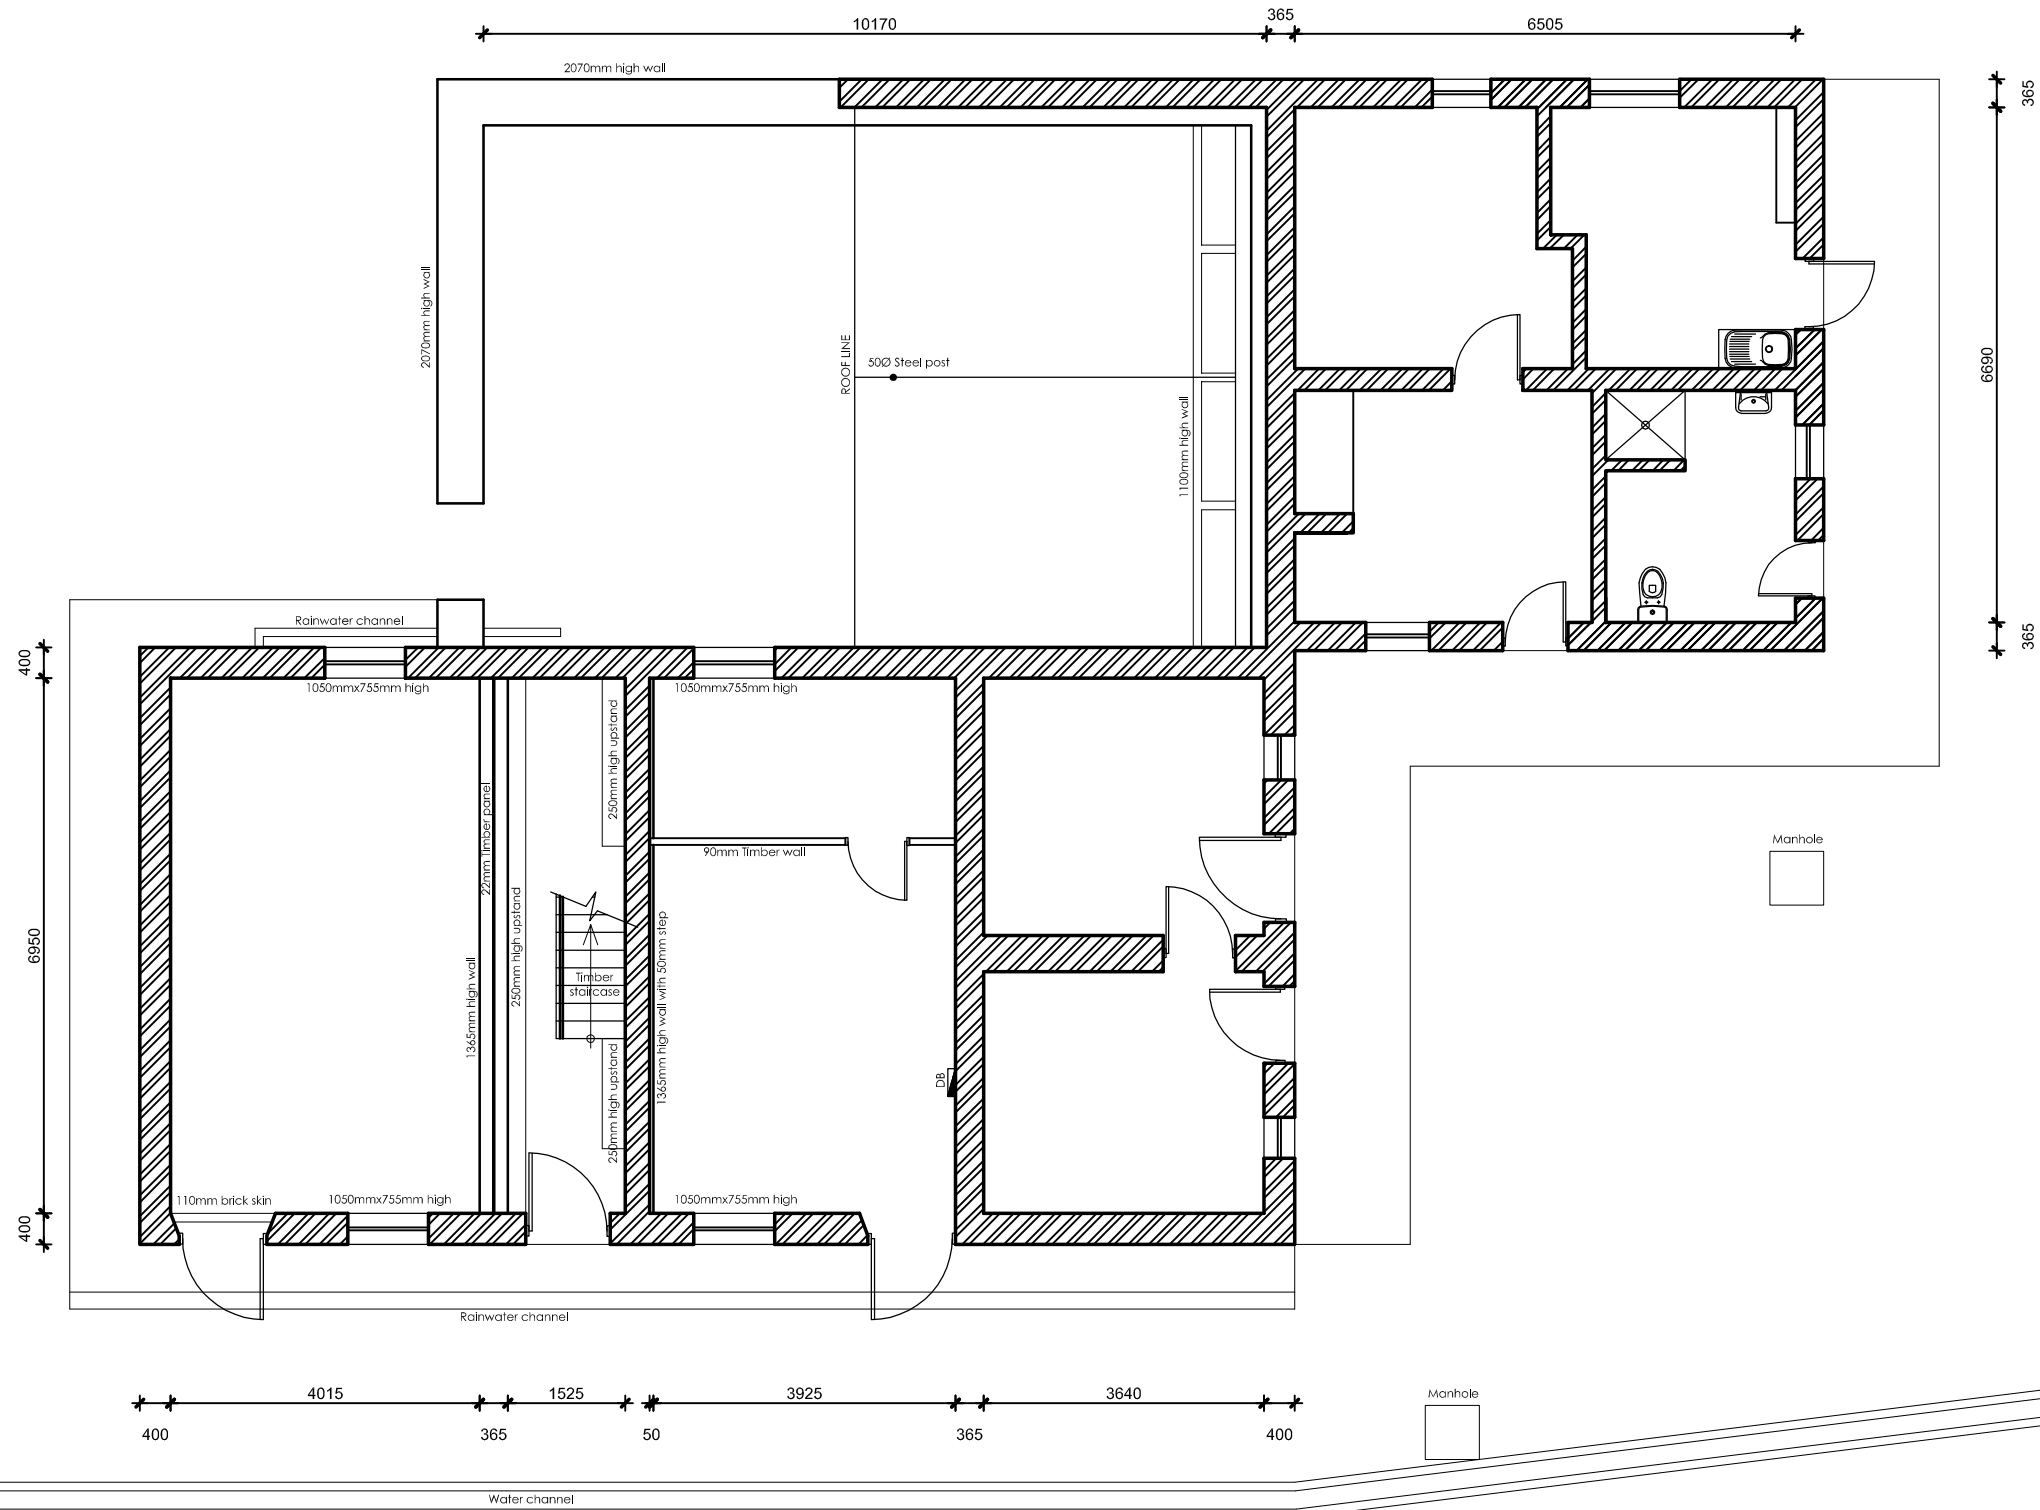 10170
365
6505
2070mm high wall
365
2070mm high wall
ROOF LINE
50Ø Steel post
1100mm high wall
6690
365
Rainwater channel
400
1050mmx755mm high
1050mmx755mm high
250mm high upstand
22mm Timber panel
90mm Timber wall
Manhole
6950
1365mm high wall
250mm high upstand
Timber
staircase
1365mm high wall with 50mm step
250mm high upstand
DB
110mm brick skin
1050mmx755mm high
1050mmx755mm high
400
Rainwater channel
4015
1525
3925
3640
Manhole
400
365
50
365
400
Water channel